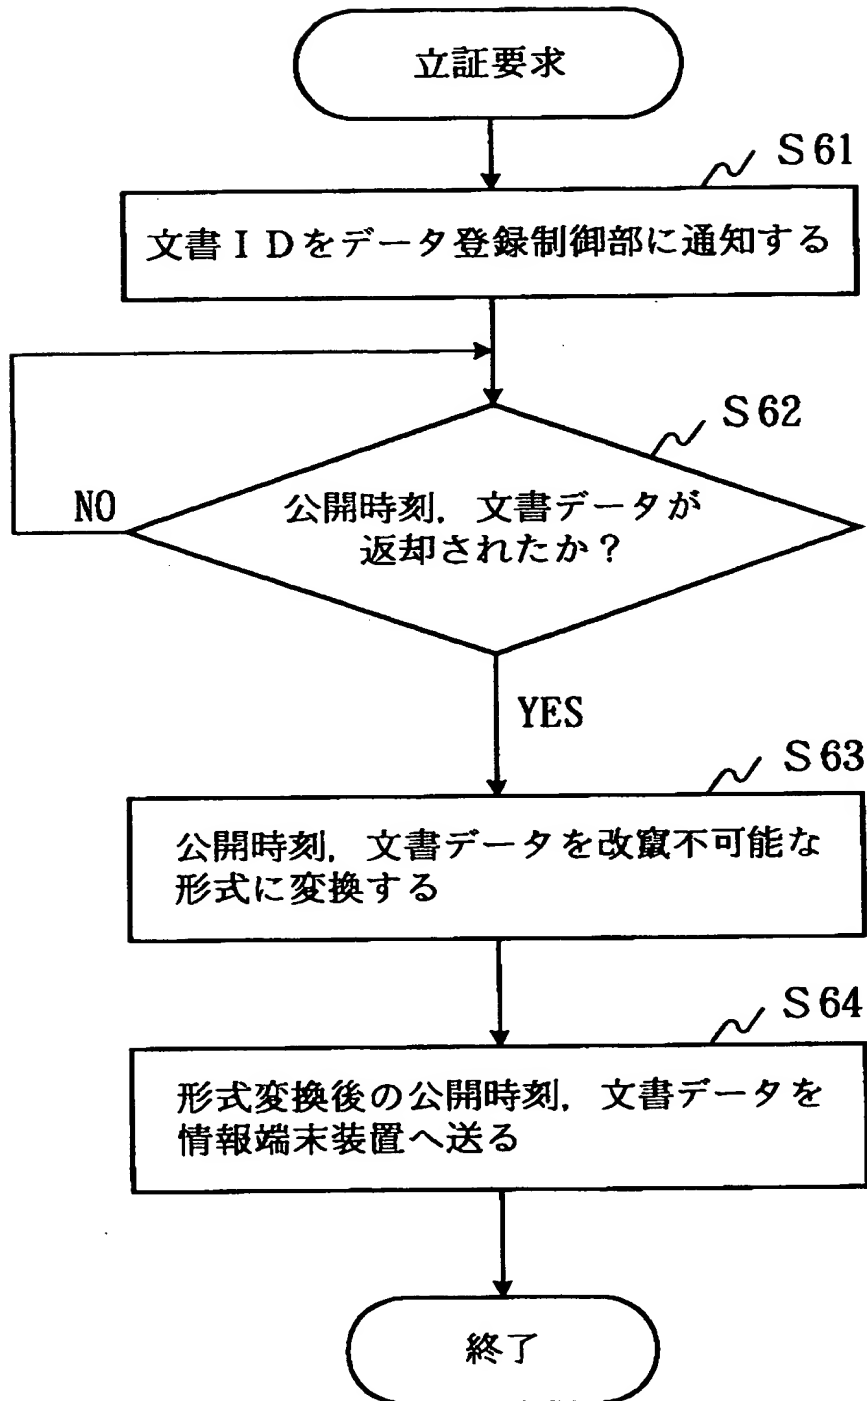 立証要求
S61
文書IDをデータ登録制御部に通知する
S62
公開時刻，文書データが
返却されたか？
NO
YES
S63
公開時刻，文書データを改竄不可能な
形式に変換する
S64
形式変換後の公開時刻，文書データを
情報端末装置へ送る
終了